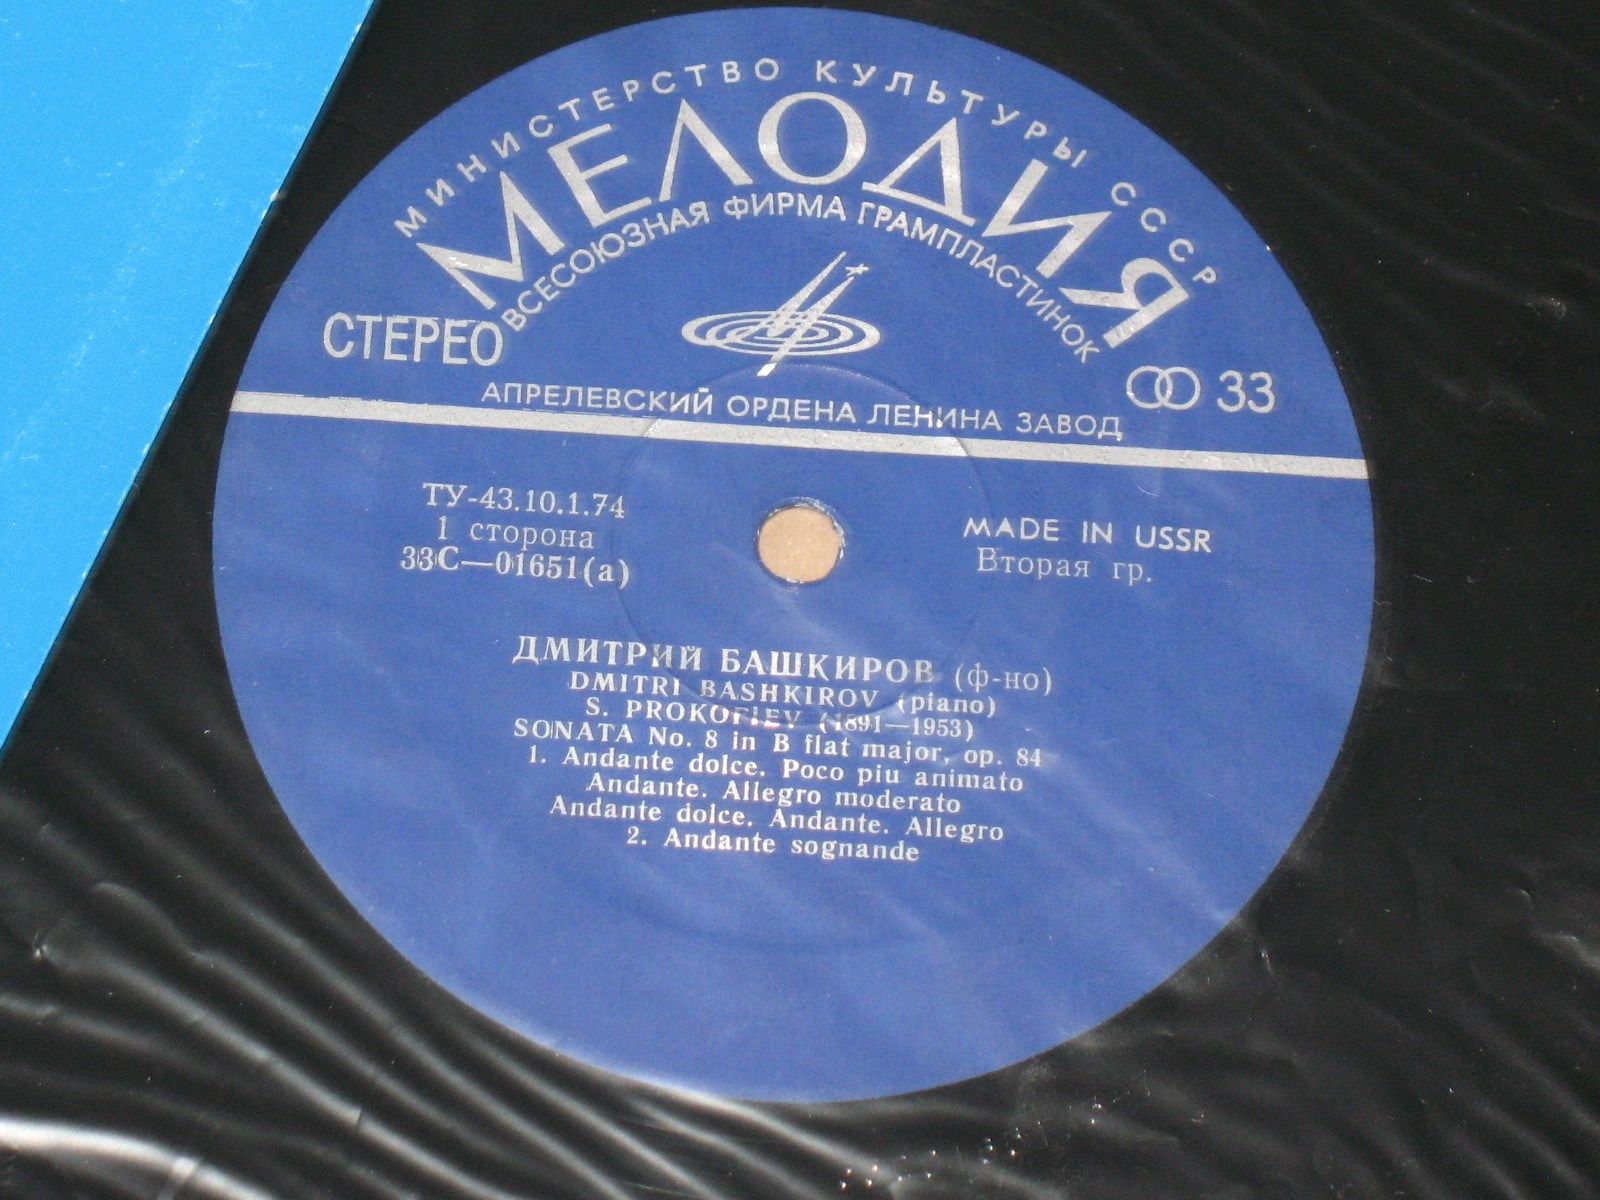 МИНИСТЕРСТВО КУЛЬТУРЫ СССР
МЕЛОДИЯ
ВСЕСОЮЗНАЯ ФИРМА ГРАМПЛАСТИНОК
СТЕРЕО
33
АПРЕЛЕВСКИЙ ОРДЕНА ЛЕНИНА ЗАВОД
ТУ-43.10.1.74
1 сторона
33С—01651(а)
MADE IN USSR
Вторая гр.
ДМИТРИЙ БАШКИРОВ (ф-но)
DMITRI BASHKIROV (piano)
S. PROKOFIEV (1891—1953)
SONATA No. 8 in B flat major, op. 84
1. Andante dolce. Poco piu animato
Andante. Allegro moderato
Andante dolce. Andante. Allegro
2. Andante sognande